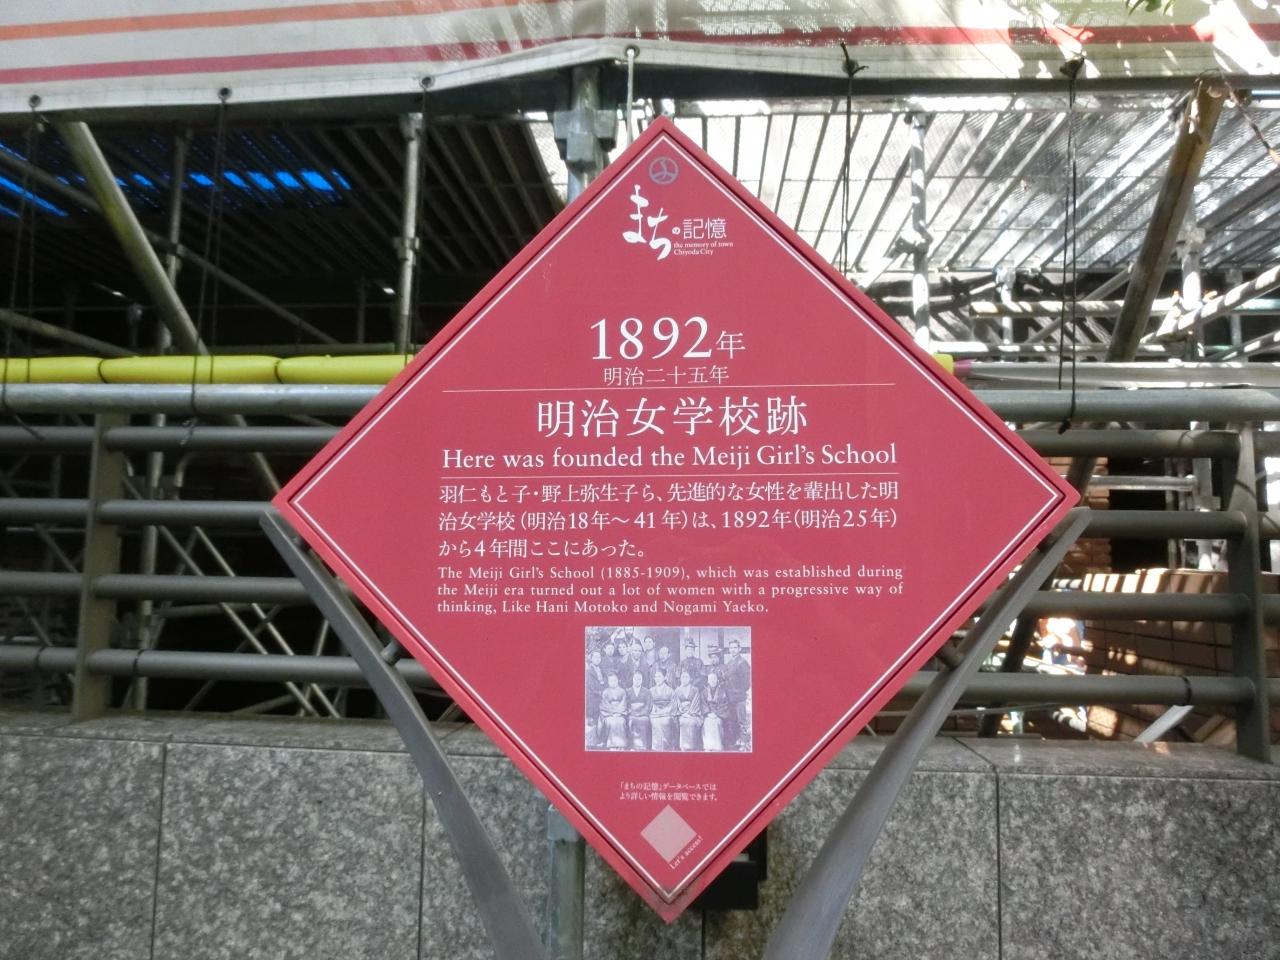 まちの記憶
the memory of town
Chiyoda City
1892年
明治二十五年
明治女学校跡
Here was founded the Meiji Girl's School
羽仁もと子・野上弥生子ら、先進的な女性を輩出した明
治女学校（明治18年～41年）は、1892年（明治25年）
から4年間ここにあった。
The Meiji Girl's School (1885-1909), which was established during
the Meiji era turned out a lot of women with a progressive way of
thinking, Like Hani Motoko and Nogami Yaeko.
「まちの記憶」データベースでは
より詳しい情報を閲覧できます。
Let's access!